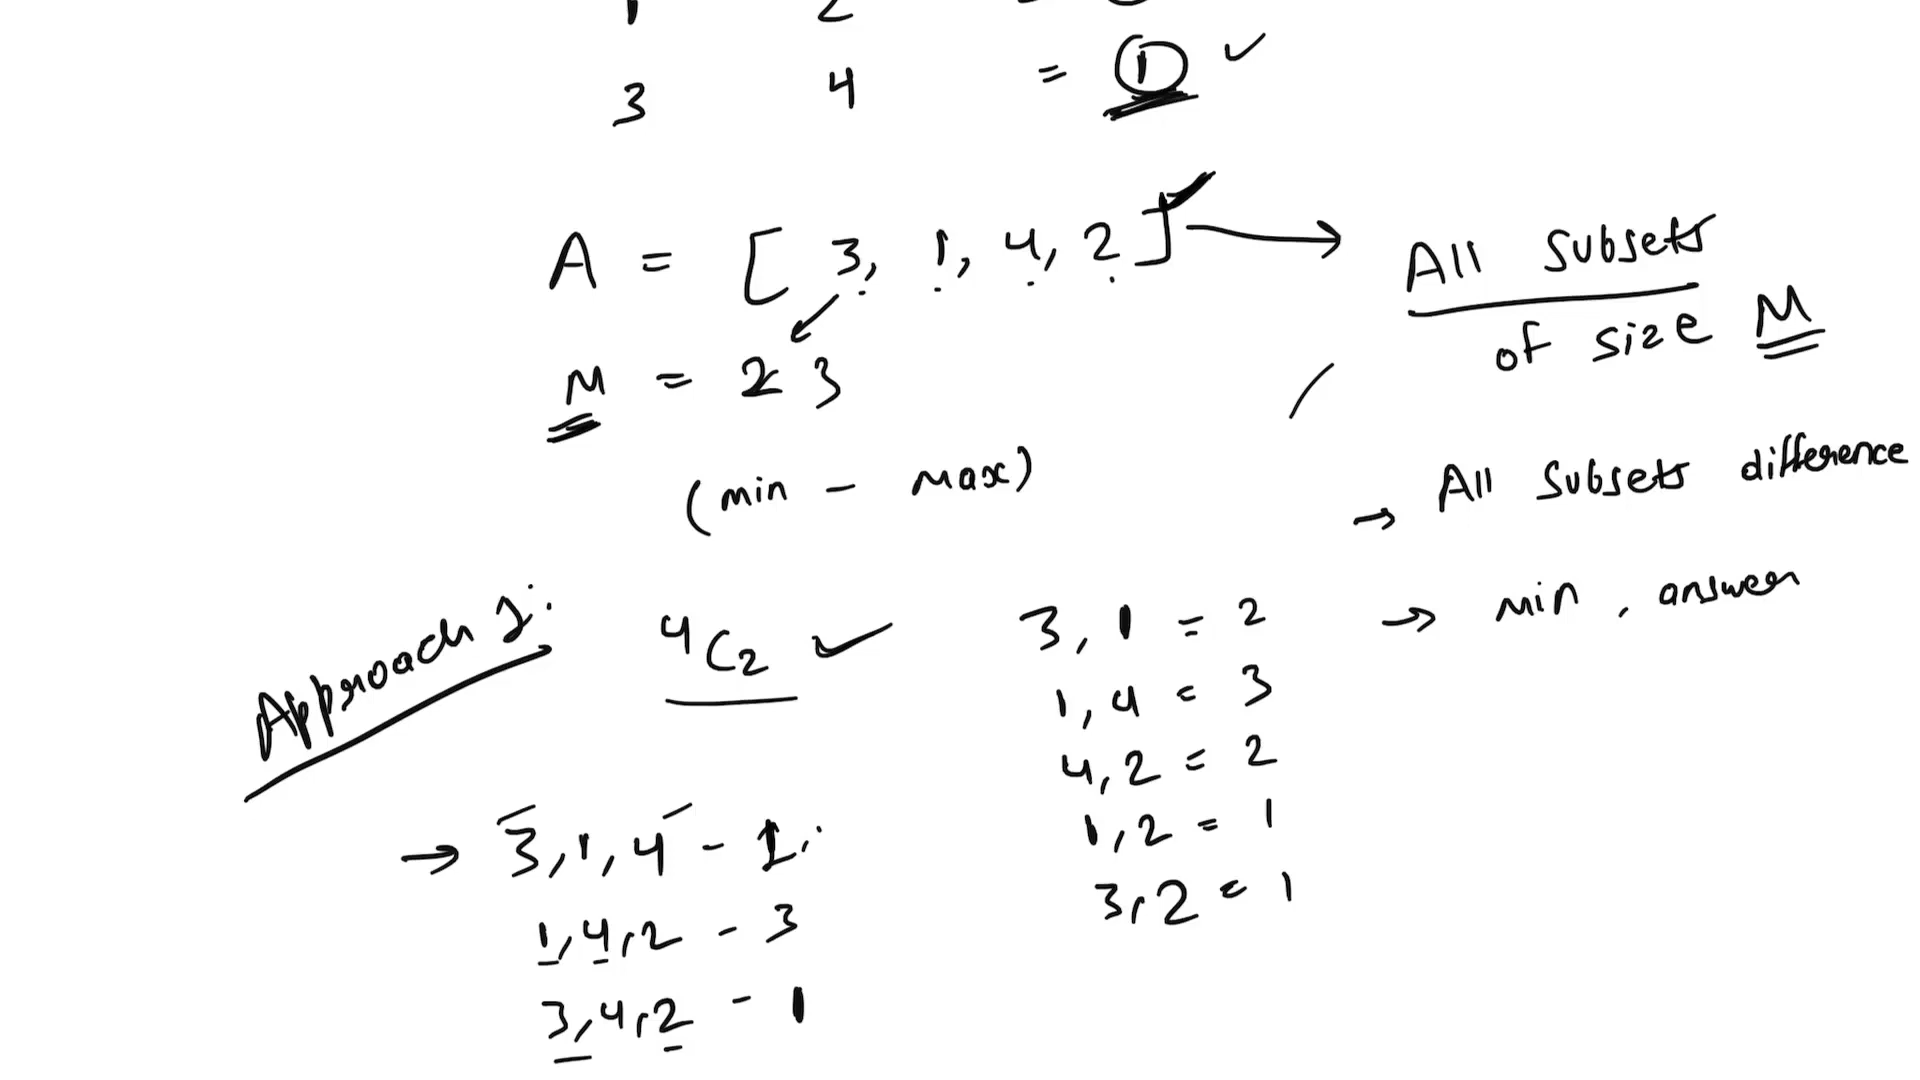 1 2
3 4 = 1 ✓
A = [ 3, 1, 4, 2 ] → All Subsets
of size M
M = 2 3
(min - max)
→ All Subsets difference
→ min, answer
Approach 1:
4C2 ✓
3, 1 = 2
1, 4 = 3
4, 2 = 2
1, 2 = 1
3, 2 = 1
→ 3, 1, 4 - 1
1, 4, 2 - 3
3, 4, 2 - 1